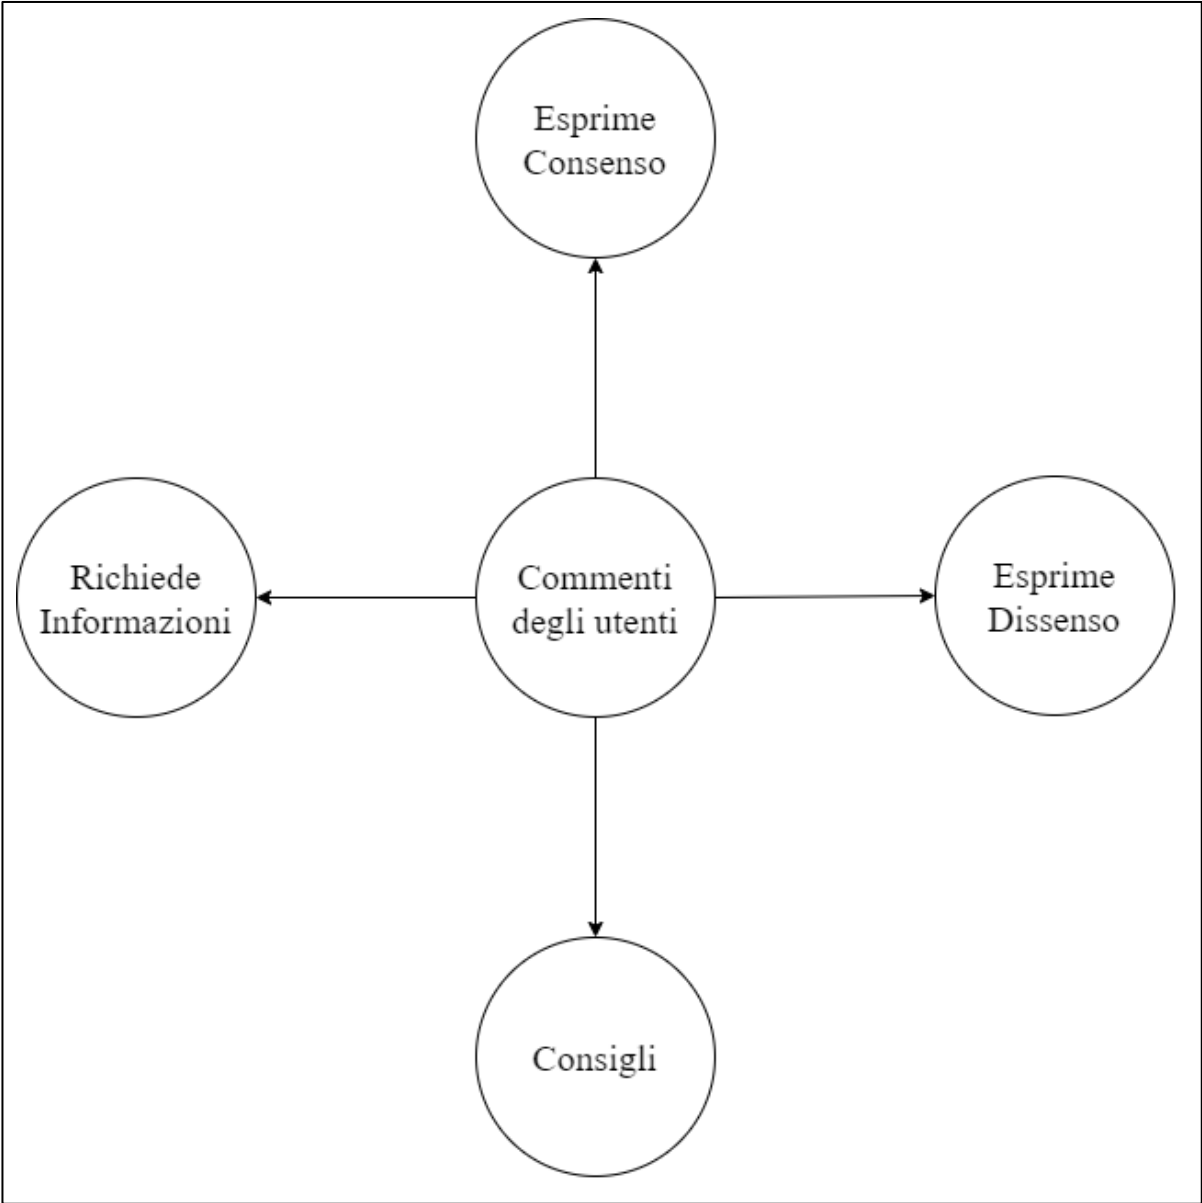 Esprime
Consenso
Richiede
Informazioni
Commenti
degli utenti
Esprime
Dissenso
Consigli